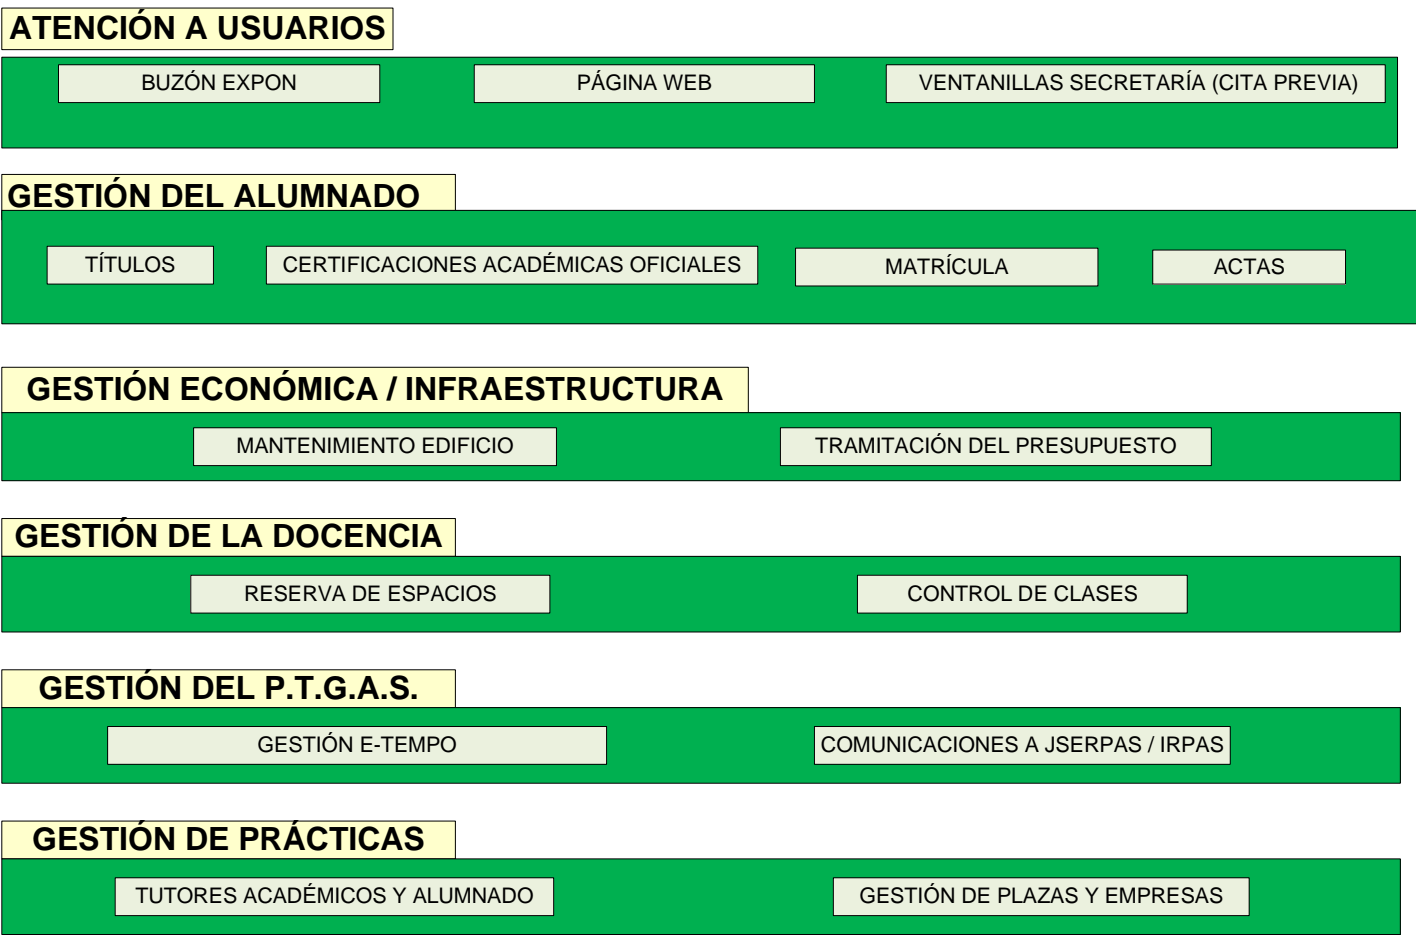 ATENCIÓN A USUARIOS
BUZÓN EXPON
PÁGINA WEB
VENTANILLAS SECRETARÍA (CITA PREVIA)
GESTIÓN DEL ALUMNADO
TÍTULOS
CERTIFICACIONES ACADÉMICAS OFICIALES
MATRÍCULA
ACTAS
GESTIÓN ECONÓMICA / INFRAESTRUCTURA
MANTENIMIENTO EDIFICIO
TRAMITACIÓN DEL PRESUPUESTO
GESTIÓN DE LA DOCENCIA
RESERVA DE ESPACIOS
CONTROL DE CLASES
GESTIÓN DEL P.T.G.A.S.
GESTIÓN E-TEMPO
COMUNICACIONES A JSERPAS / IRPAS
GESTIÓN DE PRÁCTICAS
TUTORES ACADÉMICOS Y ALUMNADO
GESTIÓN DE PLAZAS Y EMPRESAS